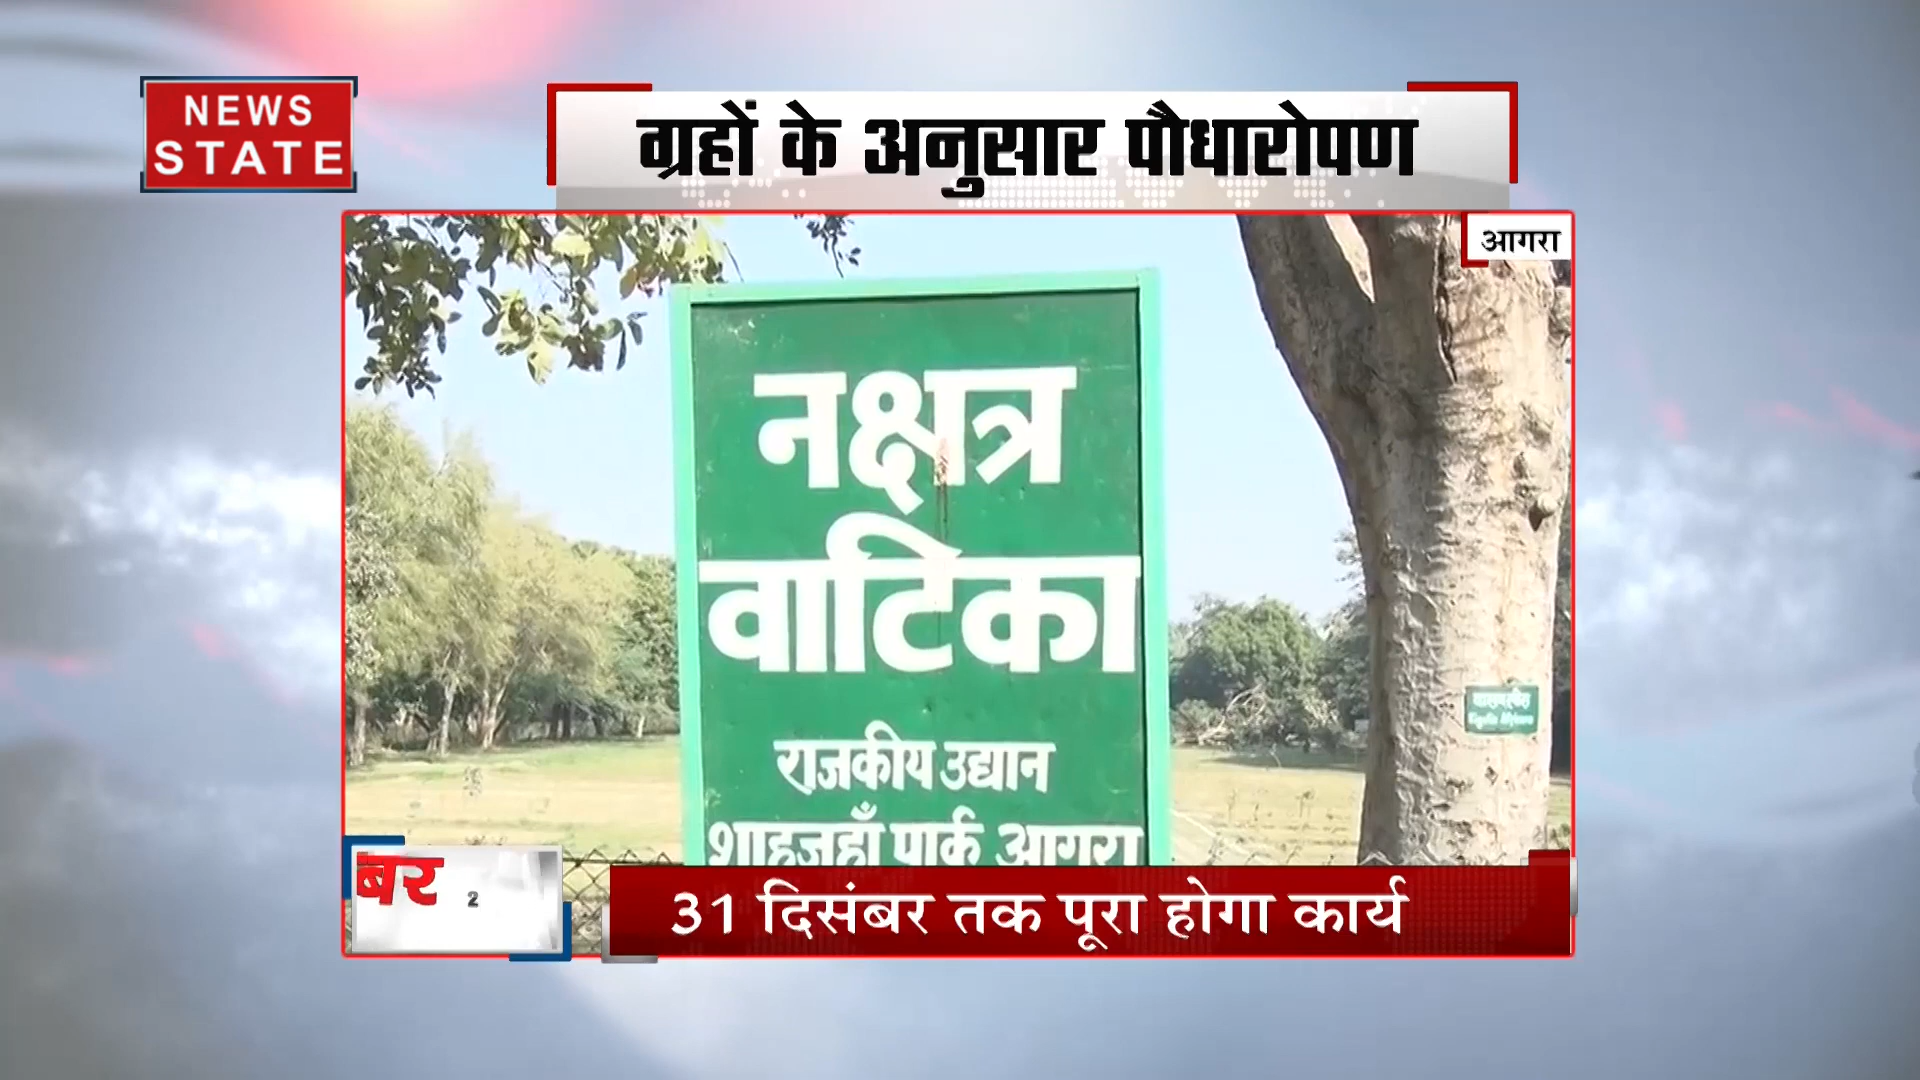 NEWS
STATE
ग्रहों के अनुसार पौधारोपण
आगरा
नक्षत्र
वाटिका
राजकीय उद्यान
शाहजहाँ पार्क आगरा
बर 2
31 दिसंबर तक पूरा होगा कार्य